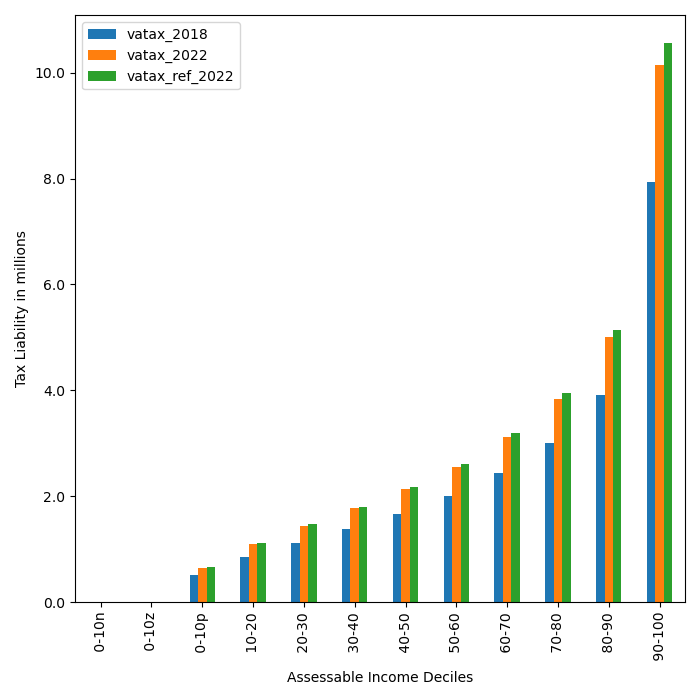 vatax_2018
vatax_2022
vatax_ref_2022
10.0
8.0
6.0
4.0
2.0
0.0
Tax Liability in millions
0-10n
0-10z
0-10p
10-20
20-30
30-40
40-50
50-60
60-70
70-80
80-90
90-100
Assessable Income Deciles